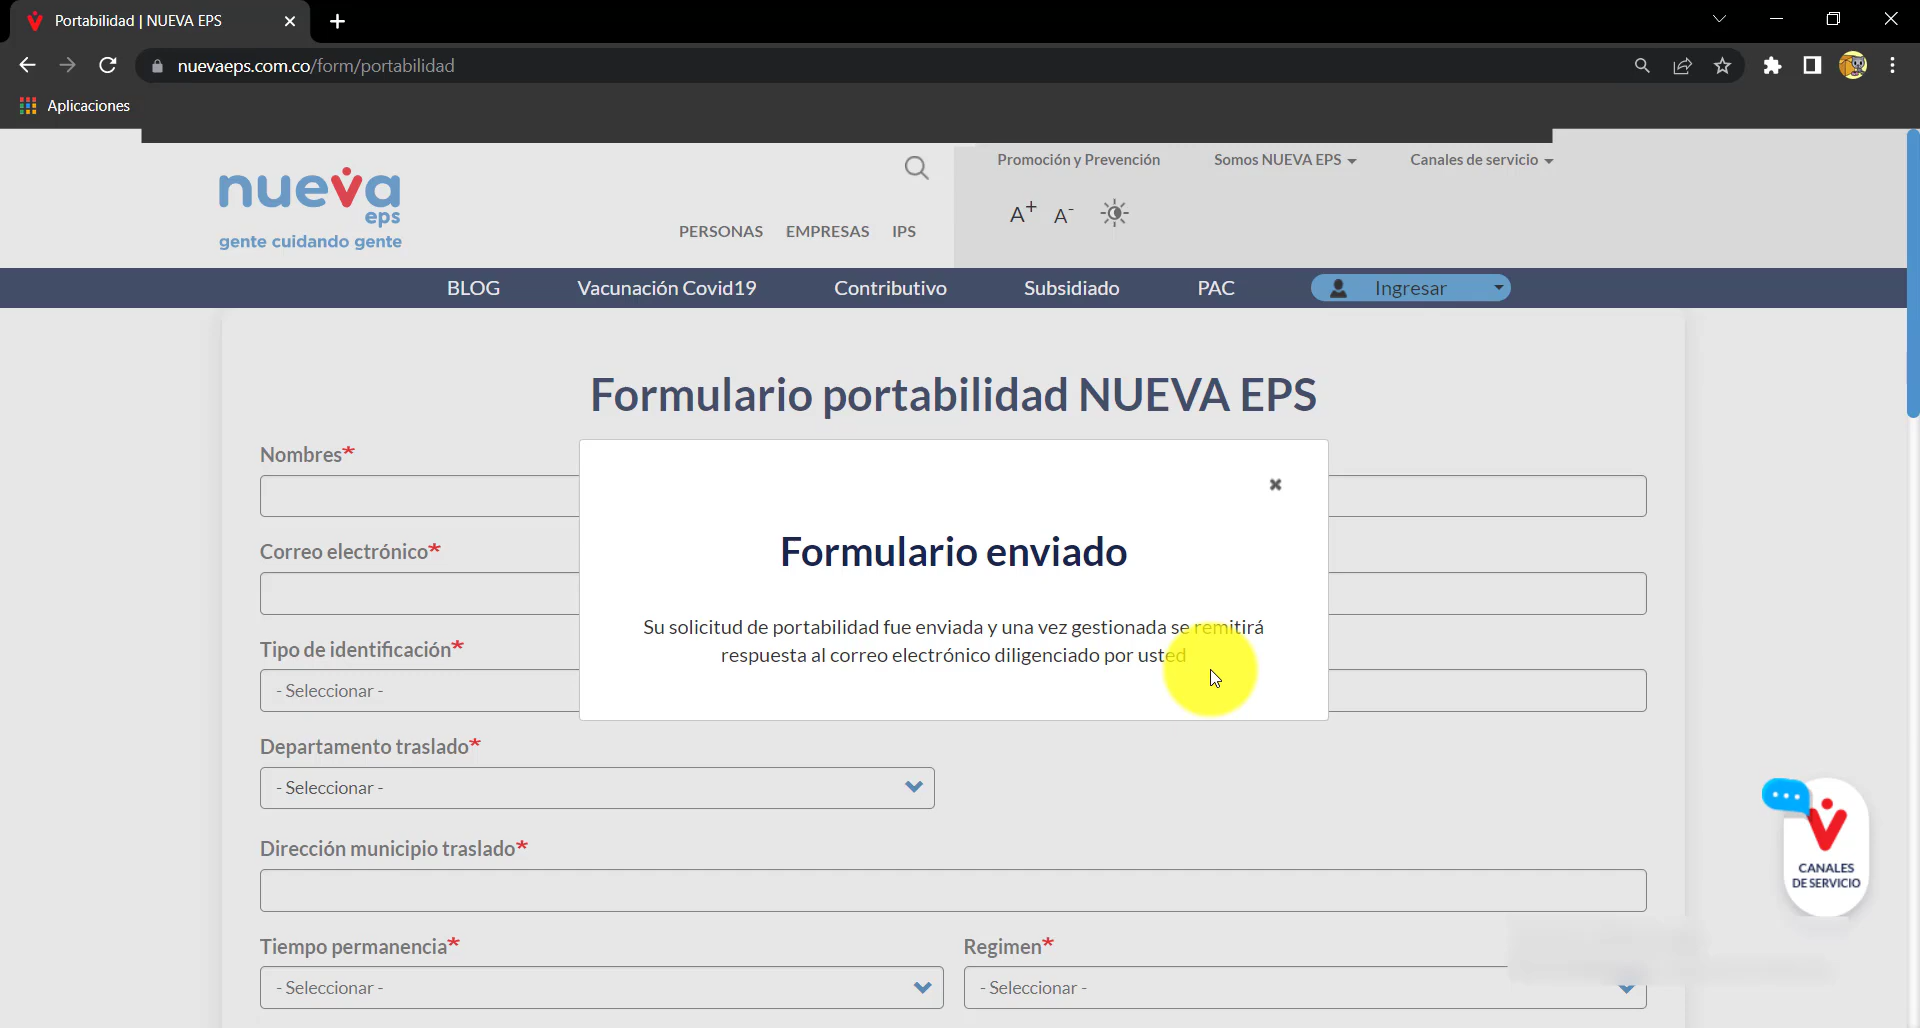 Portabilidad | NUEVA EPS
nuevaeps.com.co/form/portabilidad
Aplicaciones
nueva
eps
gente cuidando gente
PERSONAS EMPRESAS IPS
Promoción y Prevención Somos NUEVA EPS Canales de servicio
A+ A-
BLOG Vacunación Covid19 Contributivo Subsidiado PAC Ingresar
Formulario portabilidad NUEVA EPS
Nombres*
Correo electrónico*
Tipo de identificación*
- Seleccionar -
Formulario enviado
Su solicitud de portabilidad fue enviada y una vez gestionada se remitirá
respuesta al correo electrónico diligenciado por usted
Departamento traslado*
- Seleccionar -
Dirección municipio traslado*
Tiempo permanencia* Regimen*
- Seleccionar - - Seleccionar -
CANALES
DE SERVICIO